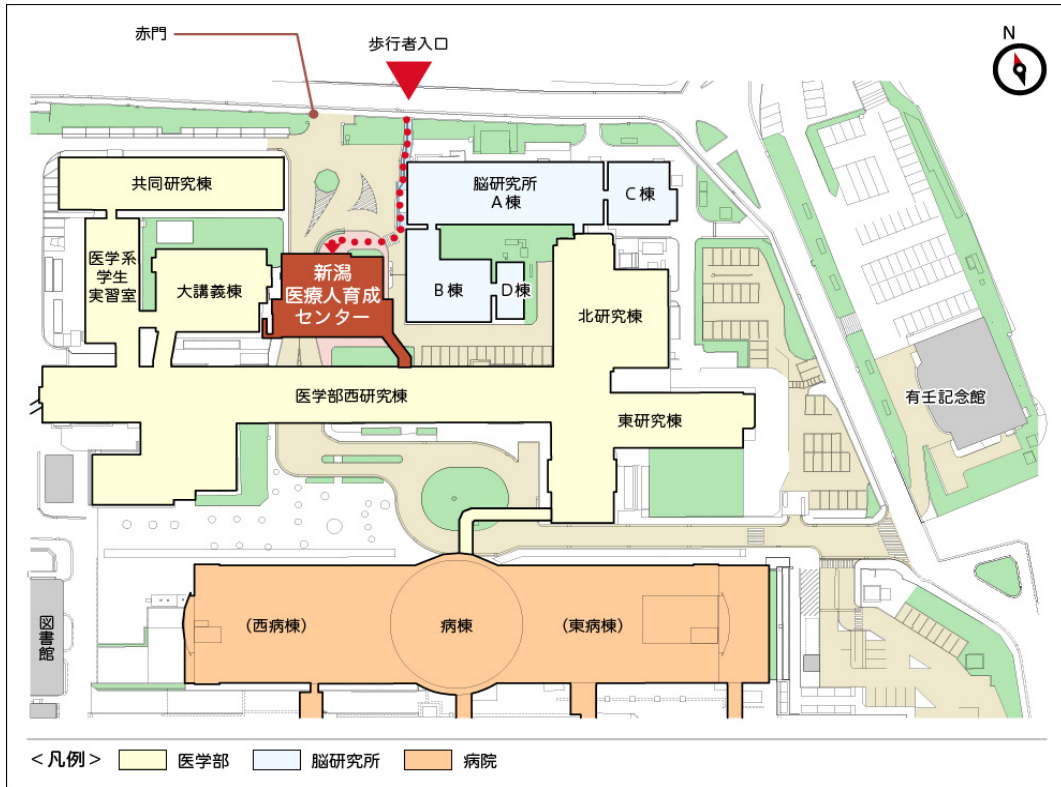 赤門
歩行者入口
N
共同研究棟
脳研究所
A棟
C棟
医学系
学生
実習室
大講義棟
新潟
医療人育成
センター
B棟
D棟
北研究棟
医学部西研究棟
東研究棟
有壬記念館
図書館
(西病棟)
病棟
(東病棟)
<凡例>
医学部
脳研究所
病院